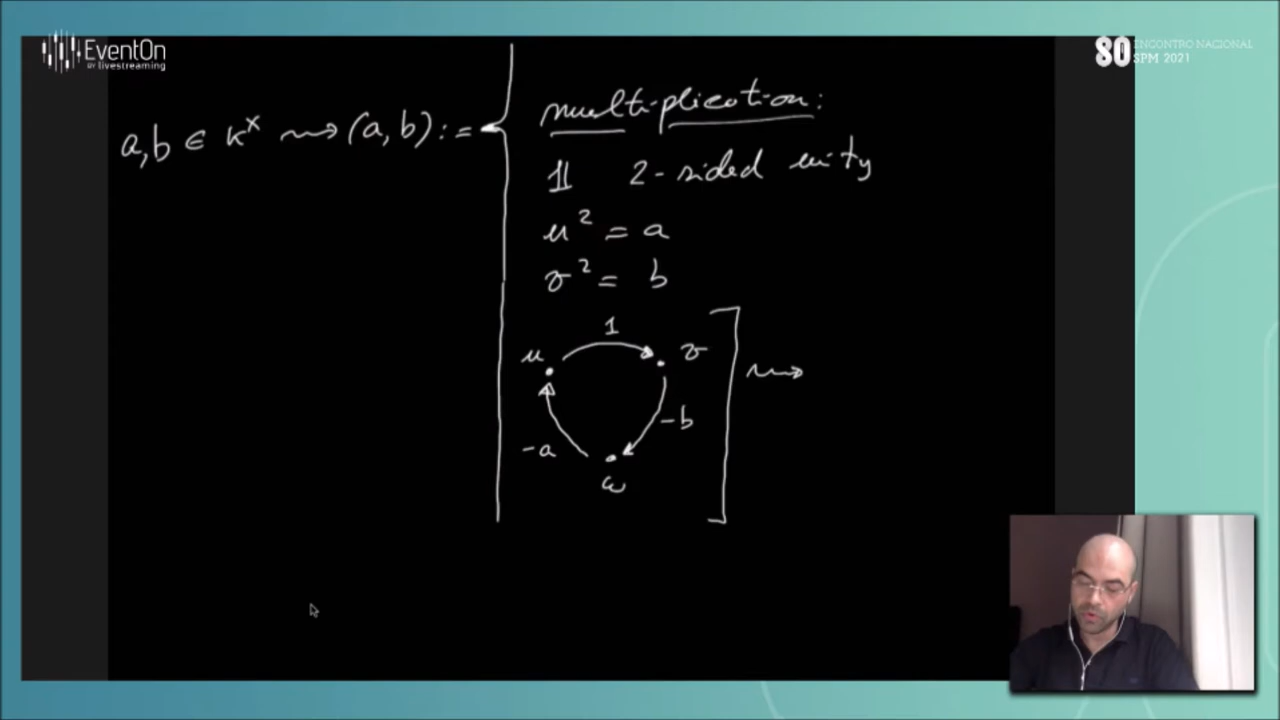 EventOn
BY livestreaming
80 ENCONTRO NACIONAL
SPM 2021
a,b ∈ K^× ⇝ (a,b) :=
multiplication:
𝟙 2-sided unity
u² = a
v² = b
1
u v
-b
-a
w
⇝